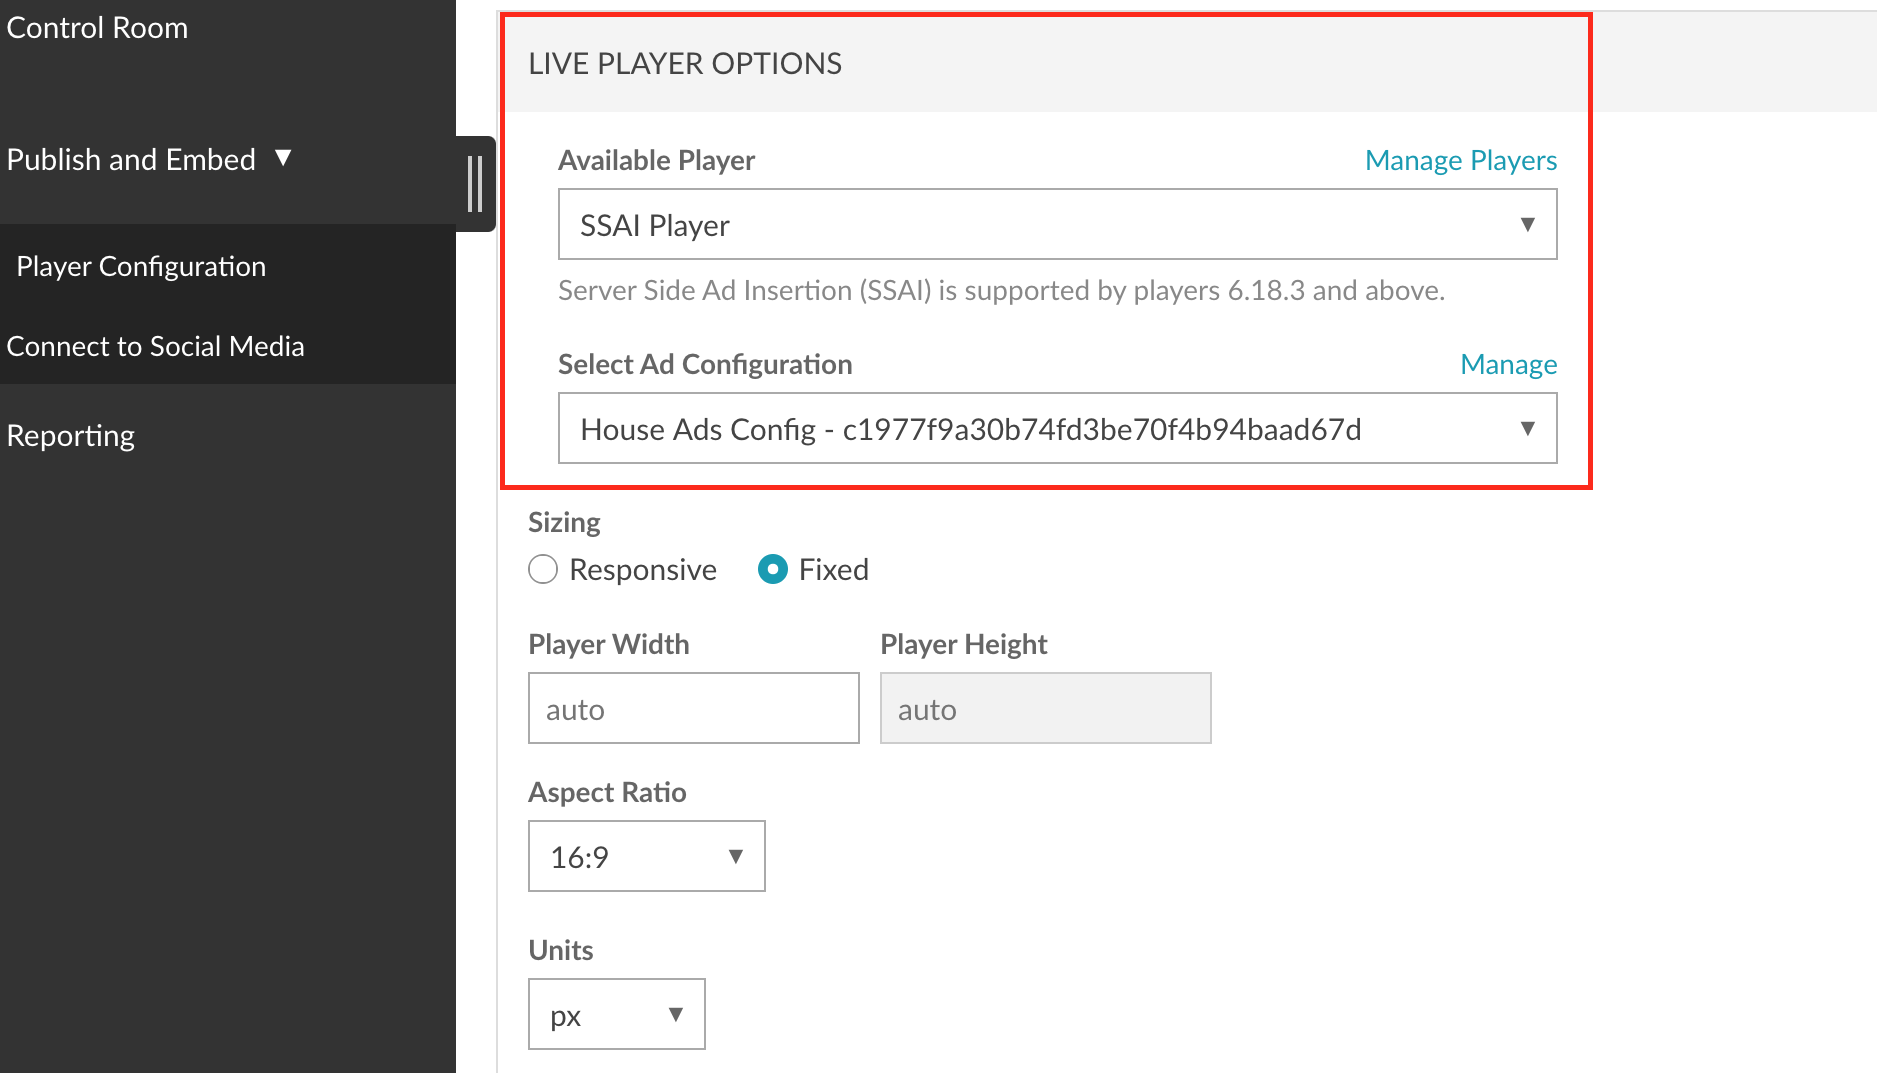 Control Room
Publish and Embed ▼
Player Configuration
Connect to Social Media
Reporting
LIVE PLAYER OPTIONS
Available Player
Manage Players
SSAI Player
Server Side Ad Insertion (SSAI) is supported by players 6.18.3 and above.
Select Ad Configuration
Manage
House Ads Config - c1977f9a30b74fd3be70f4b94baad67d
Sizing
Responsive
Fixed
Player Width
Player Height
auto
auto
Aspect Ratio
16:9
Units
px